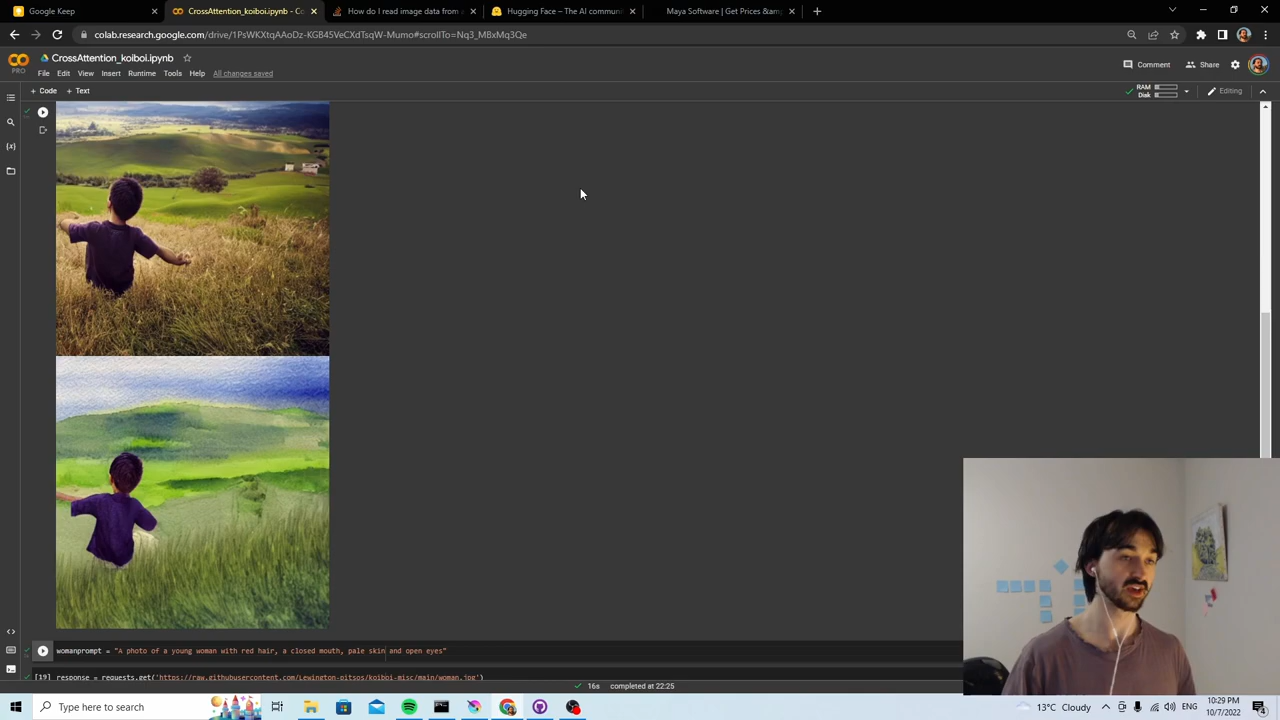 Google Keep
CrossAttention_koiboi.ipynb - Co
How do I read image data from a
Hugging Face – The AI communi
Maya Software | Get Prices &am
colab.research.google.com/drive/1PsWKXtqAAoDz-KGB45VeCXdTsqW-Mumo#scrollTo=Nq3_MBxMq3Qe
CO
PRO
CrossAttention_koiboi.ipynb
File Edit View Insert Runtime Tools Help All changes saved
Comment
Share
+ Code + Text
RAM
Disk
Editing
womanprompt = "A photo of a young woman with red hair, a closed mouth, pale skin and open eyes"
[19] response = requests.get('https://raw.githubusercontent.com/Lewington-pitsos/koiboi-misc/main/woman.jpg')
16s completed at 22:25
Type here to search
13°C Cloudy
ENG
10:29 PM
10/7/2022
4